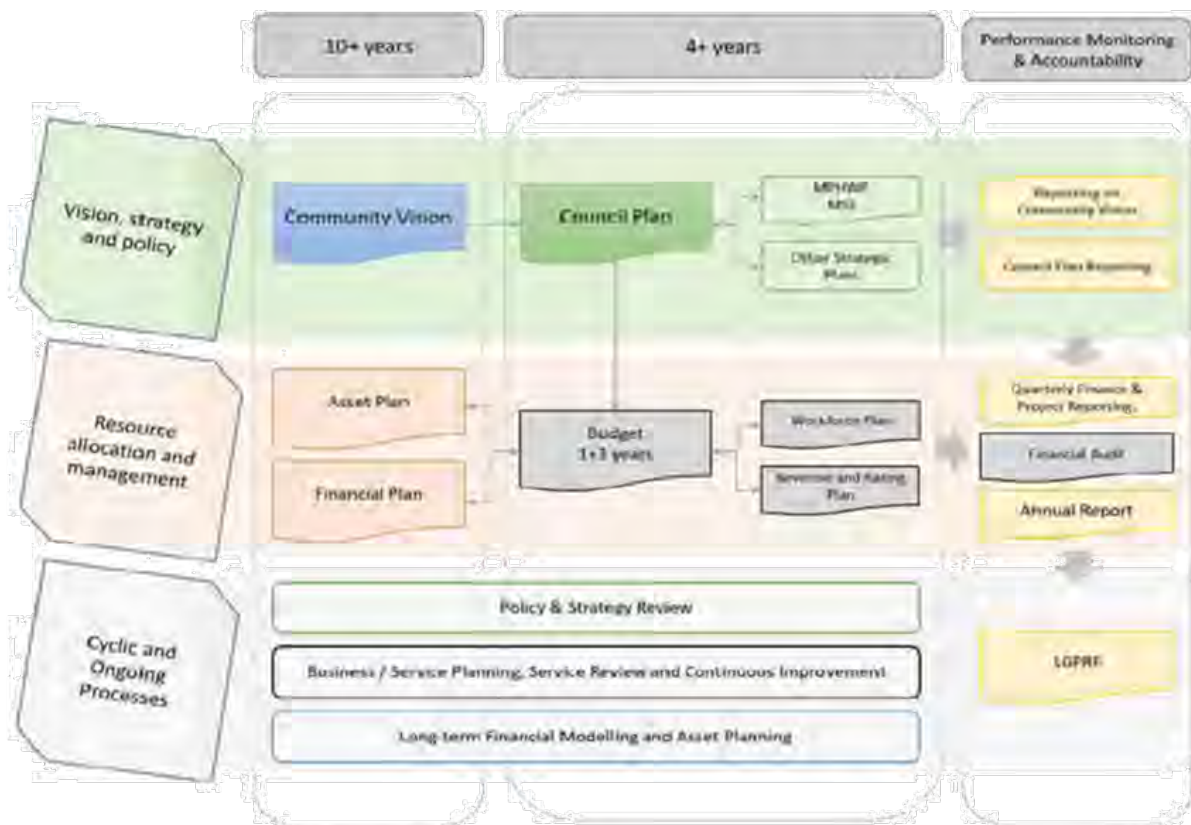 10+ years
4+ years
Performance Monitoring
& Accountability
Vision, strategy
and policy
Community Vision
Council Plan
MSS
Other Strategic
Plans
Reporting on
Community Vision
Council Plan Reporting
Resource
allocation and
management
Asset Plan
Financial Plan
Budget
1+3 years
Workforce Plan
Revenue and Rating
Plan
Quarterly Finance &
Project Reporting
Financial Audit
Annual Report
Cyclic and
Ongoing
Processes
Policy & Strategy Review
Business / Service Planning, Service Review and Continuous Improvement
Long-term Financial Modelling and Asset Planning
LGPRF